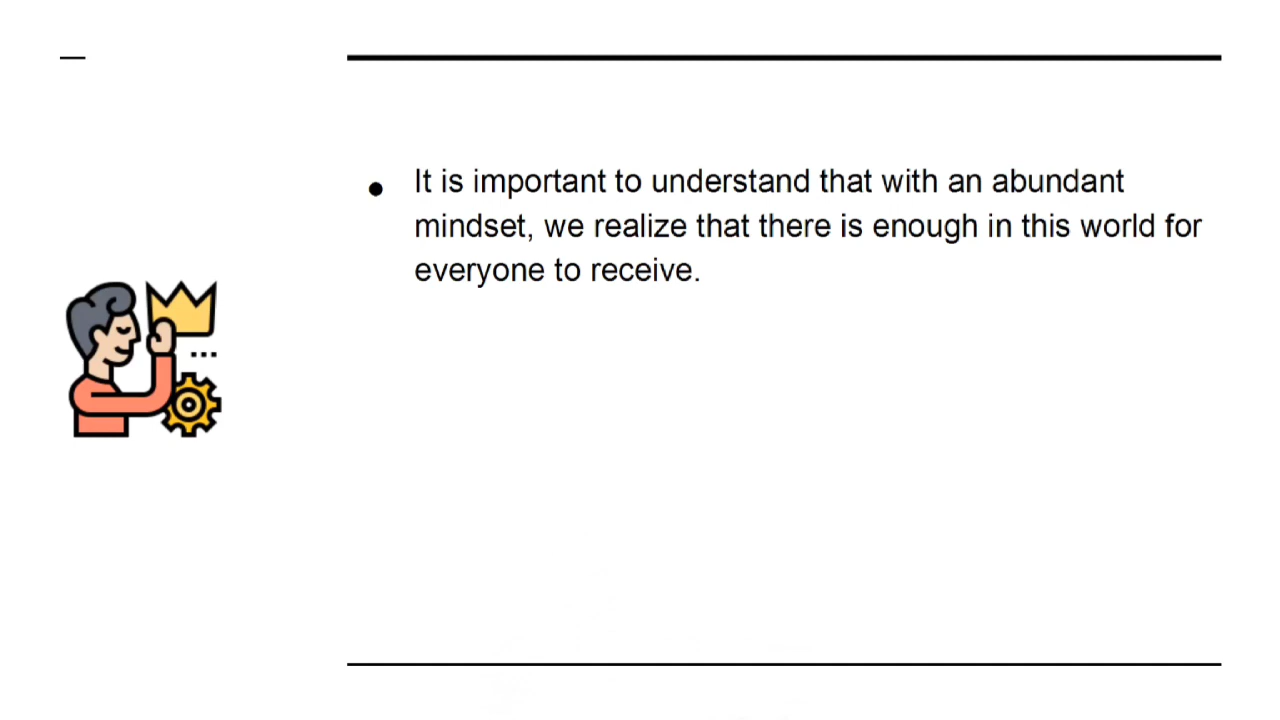 It is important to understand that with an abundant
mindset, we realize that there is enough in this world for
everyone to receive.